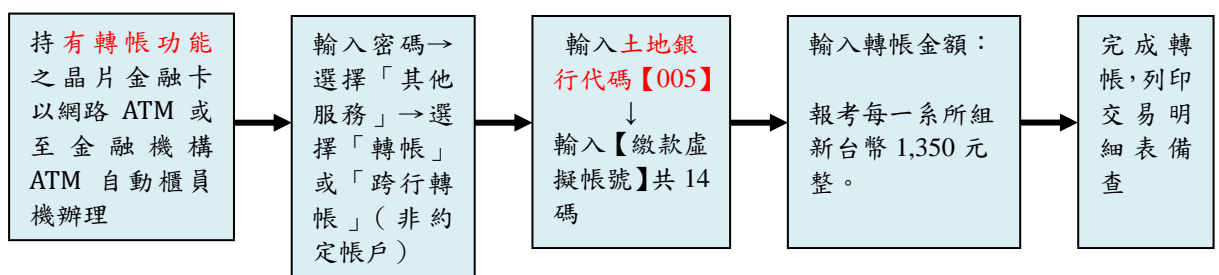 持有轉帳功能
之晶片金融卡
以網路 ATM 或
至金融機構
ATM 自動櫃員
機辦理
輸入密碼→
選擇「其他
服務」→選
擇「轉帳」
或「跨行轉
帳」(非約
定帳戶)
輸入土地銀
行代碼【005】
↓
輸入【繳款虛
擬帳號】共 14
碼
輸入轉帳金額：
報考每一系所組
新台幣 1,350 元
整。
完成轉
帳，列印
交易明
細表備
查